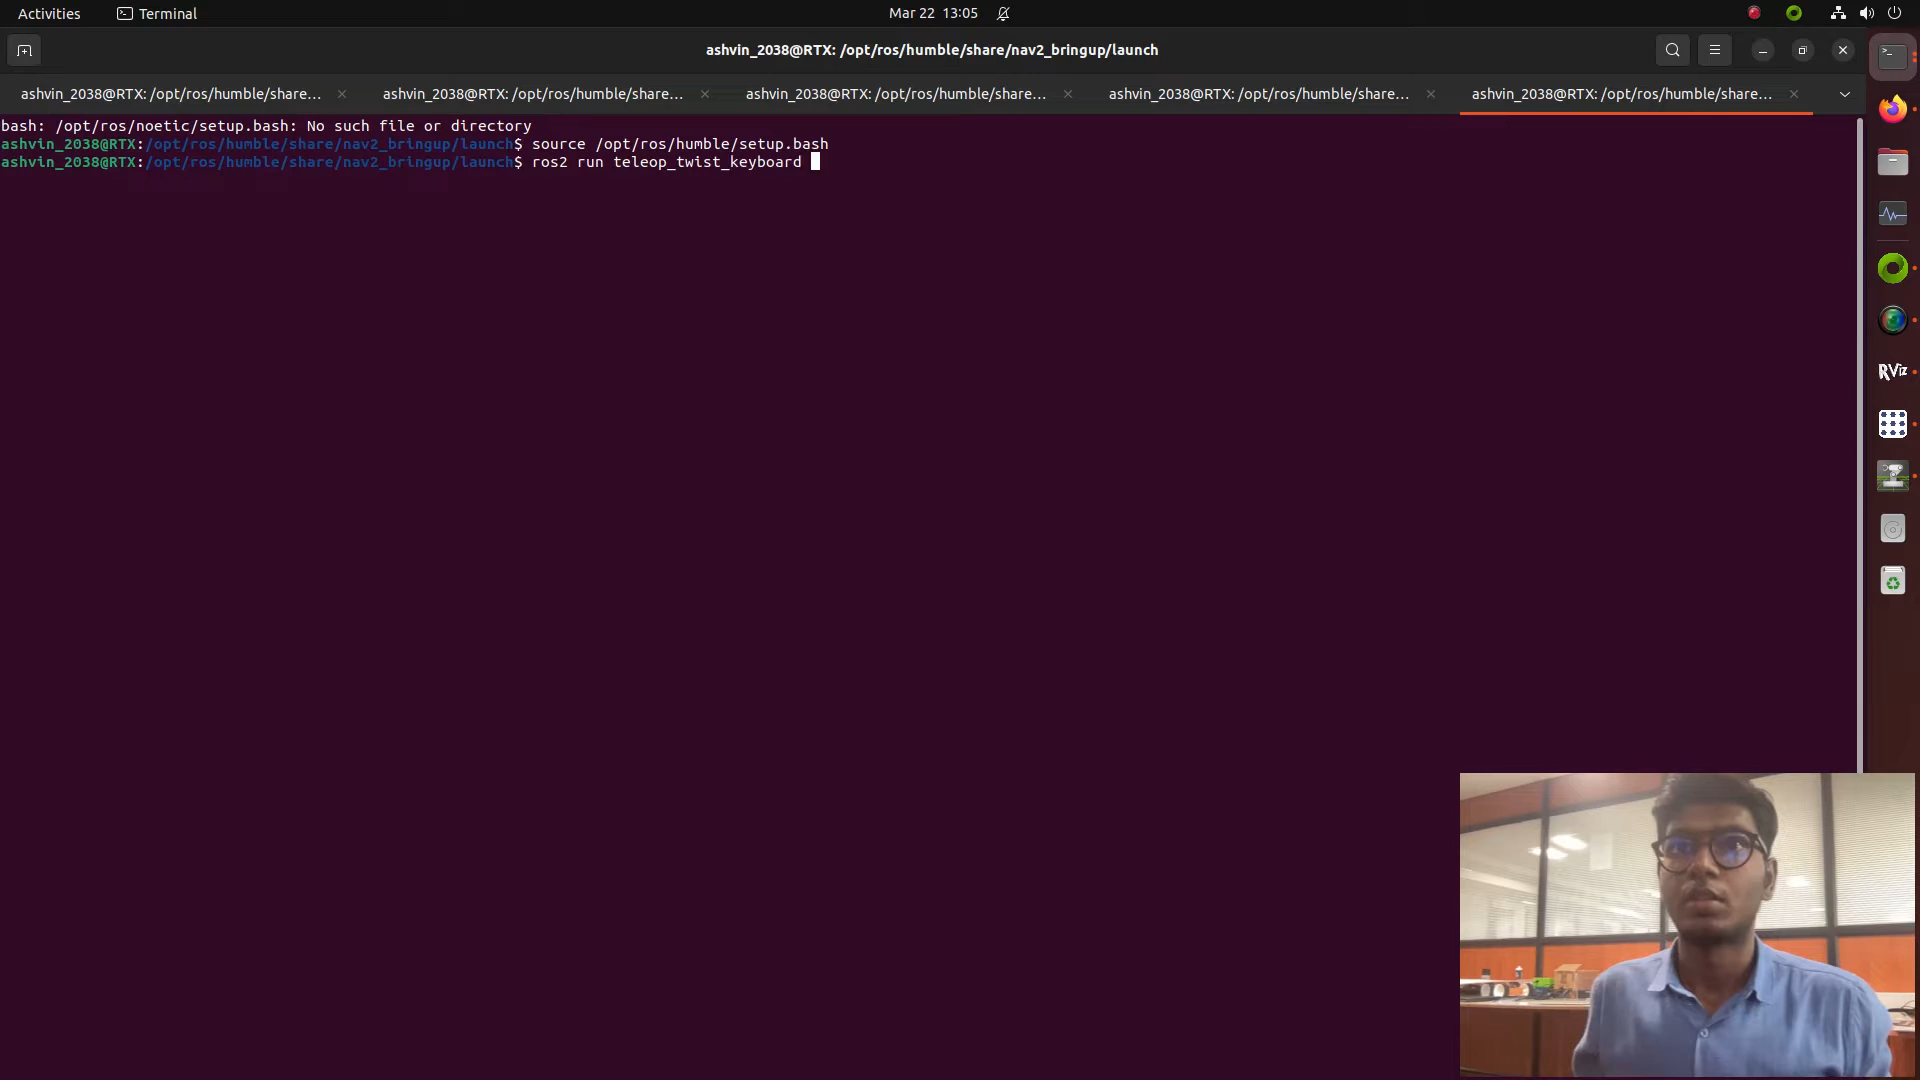 Activities
Terminal
Mar 22 13:05
ashvin_2038@RTX: /opt/ros/humble/share/nav2_bringup/launch
ashvin_2038@RTX: /opt/ros/humble/share...
ashvin_2038@RTX: /opt/ros/humble/share...
ashvin_2038@RTX: /opt/ros/humble/share...
ashvin_2038@RTX: /opt/ros/humble/share...
ashvin_2038@RTX: /opt/ros/humble/share...
bash: /opt/ros/noetic/setup.bash: No such file or directory
ashvin_2038@RTX:/opt/ros/humble/share/nav2_bringup/launch$ source /opt/ros/humble/setup.bash
ashvin_2038@RTX:/opt/ros/humble/share/nav2_bringup/launch$ ros2 run teleop_twist_keyboard
RViz